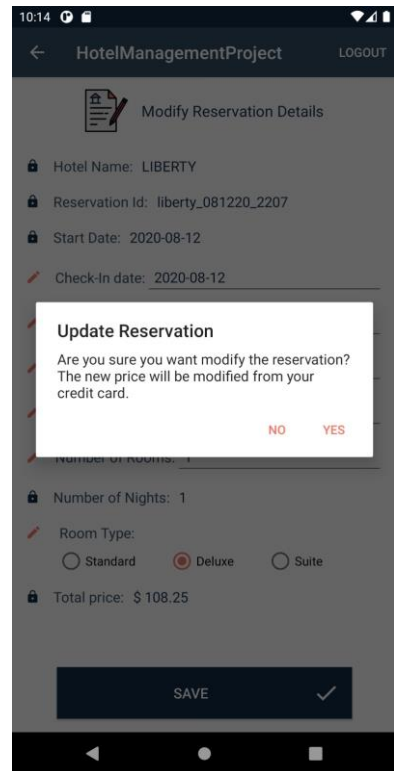 10:14
HotelManagementProject LOGOUT
Modify Reservation Details
Hotel Name: LIBERTY
Reservation Id: liberty_081220_2207
Start Date: 2020-08-12
Check-In date: 2020-08-12
Update Reservation
Are you sure you want modify the reservation?
The new price will be modified from your
credit card.
NO YES
Number of Rooms: 1
Number of Nights: 1
Room Type:
Standard Deluxe Suite
Total price: $ 108.25
SAVE